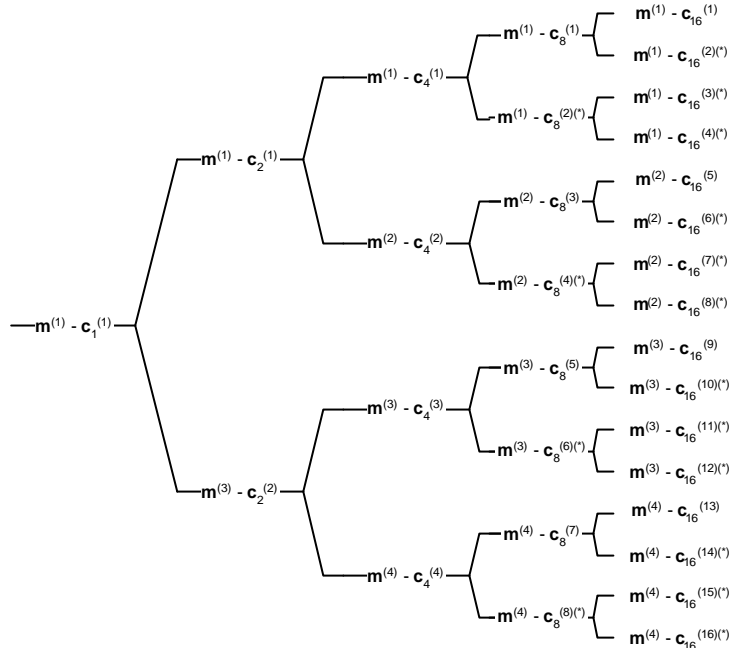 m⁽¹⁾ - c₁₆⁽¹⁾
m⁽¹⁾ - c₈⁽¹⁾
m⁽¹⁾ - c₁₆⁽²⁾⁽*⁾
m⁽¹⁾ - c₄⁽¹⁾
m⁽¹⁾ - c₁₆⁽³⁾⁽*⁾
m⁽¹⁾ - c₈⁽²⁾⁽*⁾
m⁽¹⁾ - c₁₆⁽⁴⁾⁽*⁾
m⁽¹⁾ - c₂⁽¹⁾
m⁽²⁾ - c₁₆⁽⁵⁾
m⁽²⁾ - c₈⁽³⁾
m⁽²⁾ - c₁₆⁽⁶⁾⁽*⁾
m⁽²⁾ - c₄⁽²⁾
m⁽²⁾ - c₁₆⁽⁷⁾⁽*⁾
m⁽²⁾ - c₈⁽⁴⁾⁽*⁾
m⁽²⁾ - c₁₆⁽⁸⁾⁽*⁾
m⁽¹⁾ - c₁⁽¹⁾
m⁽³⁾ - c₁₆⁽⁹⁾
m⁽³⁾ - c₈⁽⁵⁾
m⁽³⁾ - c₁₆⁽¹⁰⁾⁽*⁾
m⁽³⁾ - c₄⁽³⁾
m⁽³⁾ - c₁₆⁽¹¹⁾⁽*⁾
m⁽³⁾ - c₈⁽⁶⁾⁽*⁾
m⁽³⁾ - c₁₆⁽¹²⁾⁽*⁾
m⁽³⁾ - c₂⁽²⁾
m⁽⁴⁾ - c₁₆⁽¹³⁾
m⁽⁴⁾ - c₈⁽⁷⁾
m⁽⁴⁾ - c₁₆⁽¹⁴⁾⁽*⁾
m⁽⁴⁾ - c₄⁽⁴⁾
m⁽⁴⁾ - c₁₆⁽¹⁵⁾⁽*⁾
m⁽⁴⁾ - c₈⁽⁸⁾⁽*⁾
m⁽⁴⁾ - c₁₆⁽¹⁶⁾⁽*⁾